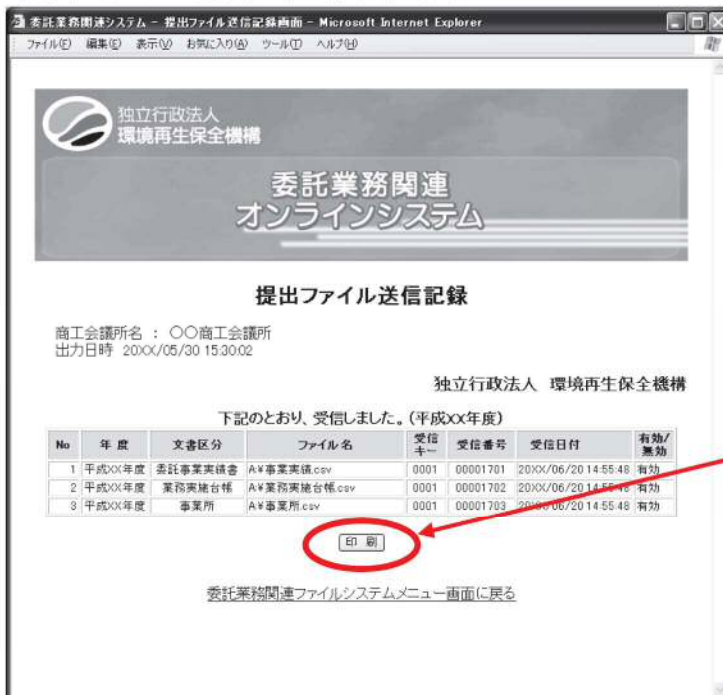 委託業務関連システム - 提出ファイル送信記録画面 - Microsoft Internet Explorer
ファイル(F) 編集(E) 表示(V) お気に入り(A) ツール(T) ヘルプ(H)
独立行政法人
環境再生保全機構
委託業務関連
オンラインシステム
提出ファイル送信記録
商工会議所名 : 〇〇商工会議所
出力日時 20XX/05/30 15:30:02
独立行政法人 環境再生保全機構
下記のとおり、受信しました。(平成XX年度)
No 年度 文書区分 ファイル名 受信キー 受信番号 受信日付 有効/無効
1 平成XX年度 委託事業実績書 A¥事業実績.csv 0001 00001701 20XX/06/20 14:55:48 有効
2 平成XX年度 業務実施台帳 A¥業務実施台帳.csv 0001 00001702 20XX/06/20 14:55:48 有効
3 平成XX年度 事業所 A¥事業所.csv 0001 00001703 20XX/06/20 14:55:48 有効
印 刷
委託業務関連ファイルシステムメニュー画面に戻る